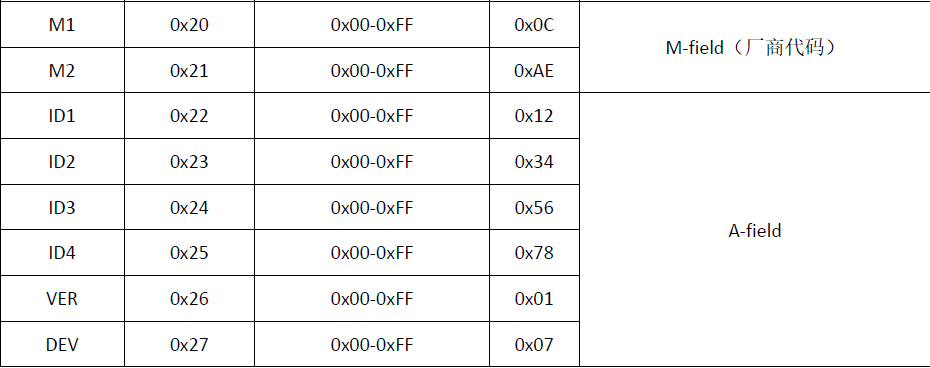 M1 0x20 0x00-0xFF 0x0C M-field（厂商代码）
M2 0x21 0x00-0xFF 0xAE
ID1 0x22 0x00-0xFF 0x12 A-field
ID2 0x23 0x00-0xFF 0x34
ID3 0x24 0x00-0xFF 0x56
ID4 0x25 0x00-0xFF 0x78
VER 0x26 0x00-0xFF 0x01
DEV 0x27 0x00-0xFF 0x07